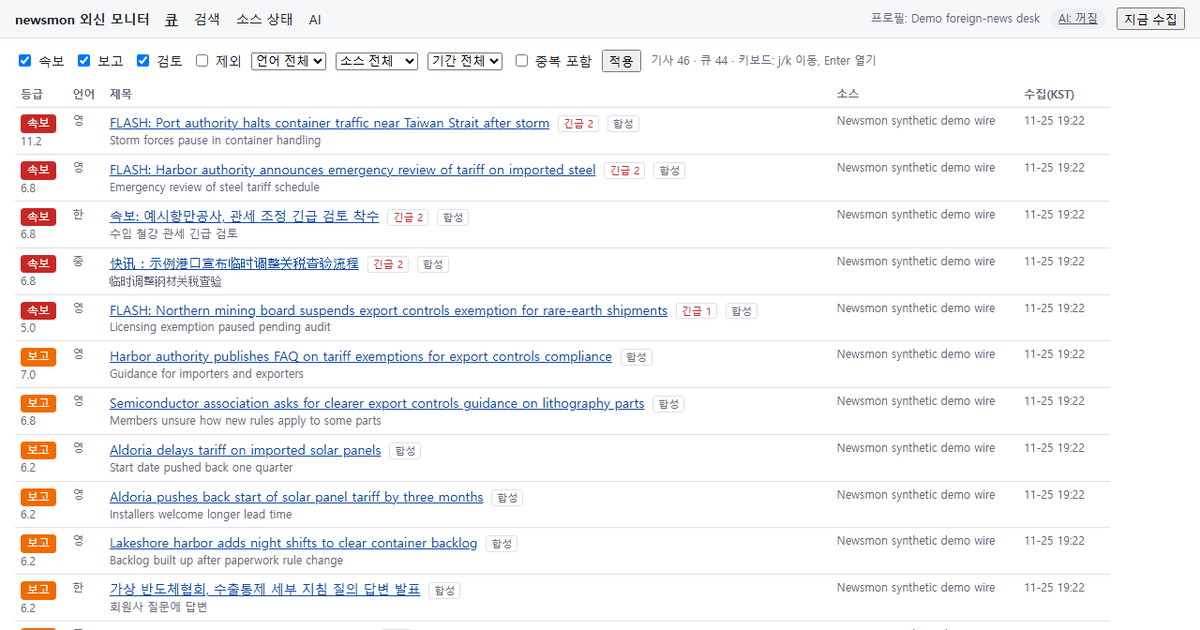 newsmon 외신 모니터 큐 검색 소스 상태 AI 프로필: Demo foreign-news desk AI: 꺼짐 지금 수집
속보 보고 검토 제외 언어 전체 소스 전체 기간 전체 중복 포함 적용 기사 46 · 큐 44 · 키보드: j/k 이동, Enter 열기
등급 언어 제목 소스 수집(KST)
속보 영 FLASH: Port authority halts container traffic near Taiwan Strait after storm 긴급 2 합성 Newsmon synthetic demo wire 11-25 19:22
11.2 Storm forces pause in container handling
속보 영 FLASH: Harbor authority announces emergency review of tariff on imported steel 긴급 2 합성 Newsmon synthetic demo wire 11-25 19:22
6.8 Emergency review of steel tariff schedule
속보 한 속보: 예시항만공사, 관세 조정 긴급 검토 착수 긴급 2 합성 Newsmon synthetic demo wire 11-25 19:22
6.8 수입 철강 관세 긴급 검토
속보 중 快讯：示例港口宣布临时调整关税查验流程 긴급 2 합성 Newsmon synthetic demo wire 11-25 19:22
6.8 临时调整钢材关税查验
속보 영 FLASH: Northern mining board suspends export controls exemption for rare-earth shipments 긴급 1 합성 Newsmon synthetic demo wire 11-25 19:22
5.0 Licensing exemption paused pending audit
보고 영 Harbor authority publishes FAQ on tariff exemptions for export controls compliance 합성 Newsmon synthetic demo wire 11-25 19:22
7.0 Guidance for importers and exporters
보고 영 Semiconductor association asks for clearer export controls guidance on lithography parts 합성 Newsmon synthetic demo wire 11-25 19:22
6.8 Members unsure how new rules apply to some parts
보고 영 Aldoria delays tariff on imported solar panels 합성 Newsmon synthetic demo wire 11-25 19:22
6.2 Start date pushed back one quarter
보고 영 Aldoria pushes back start of solar panel tariff by three months 합성 Newsmon synthetic demo wire 11-25 19:22
6.2 Installers welcome longer lead time
보고 영 Lakeshore harbor adds night shifts to clear container backlog 합성 Newsmon synthetic demo wire 11-25 19:22
6.2 Backlog built up after paperwork rule change
보고 한 가상 반도체협회, 수출통제 세부 지침 질의 답변 발표 합성 Newsmon synthetic demo wire 11-25 19:22
6.2 회원사 질문에 답변